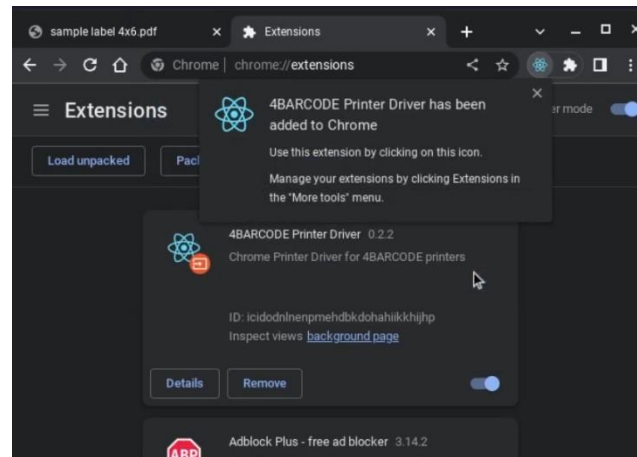 sample label 4x6.pdf
Extensions
Chrome | chrome://extensions
Extensions
4BARCODE Printer Driver has been
added to Chrome
Use this extension by clicking on this icon.
Manage your extensions by clicking Extensions in
the "More tools" menu.
er mode
Load unpacked
Pac
4BARCODE Printer Driver 0.2.2
Chrome Printer Driver for 4BARCODE printers
ID: icidodnlnenpmehdbkdohahiikkhijhp
Inspect views background page
Details
Remove
ABP
Adblock Plus - free ad blocker 3.14.2